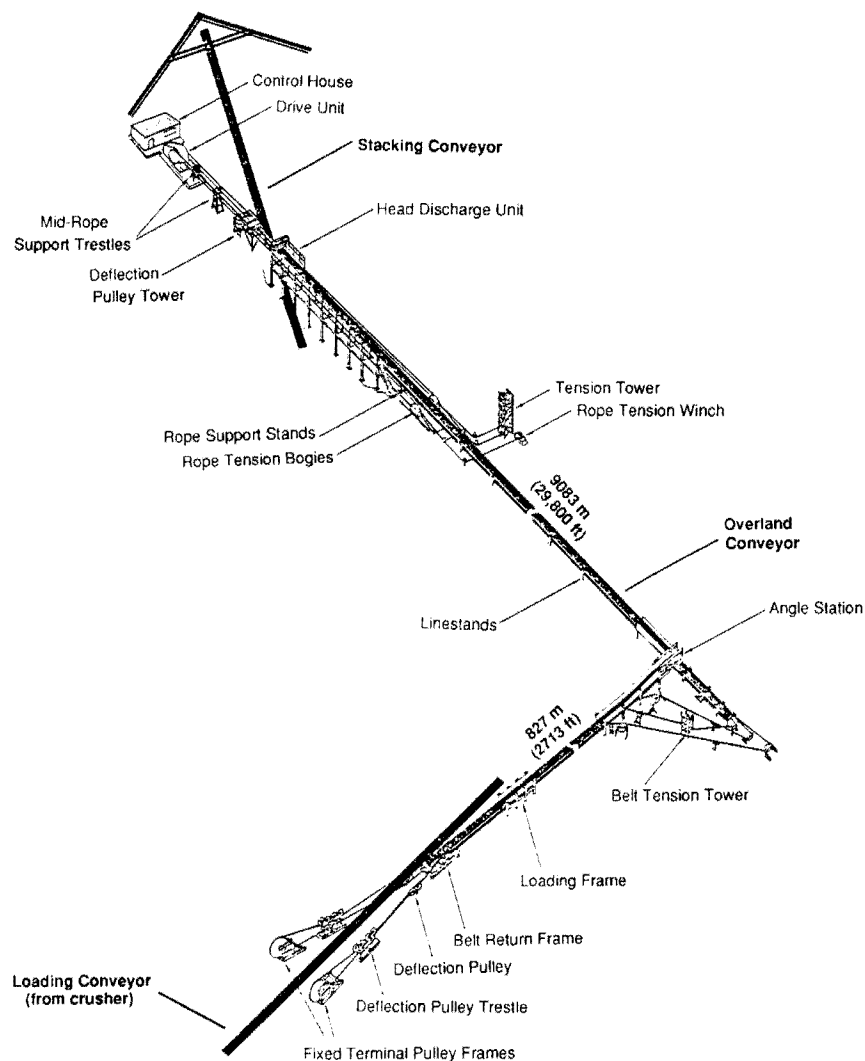 Control House
Drive Unit
Stacking Conveyor
Mid-Rope
Support Trestles
Head Discharge Unit
Deflection
Pulley Tower
Tension Tower
Rope Tension Winch
Rope Support Stands
Rope Tension Bogies
9083 m
(29,800 ft)
Overland
Conveyor
Linestands
Angle Station
827 m
(2713 ft)
Belt Tension Tower
Loading Frame
Belt Return Frame
Deflection Pulley
Loading Conveyor
(from crusher)
Deflection Pulley Trestle
Fixed Terminal Pulley Frames